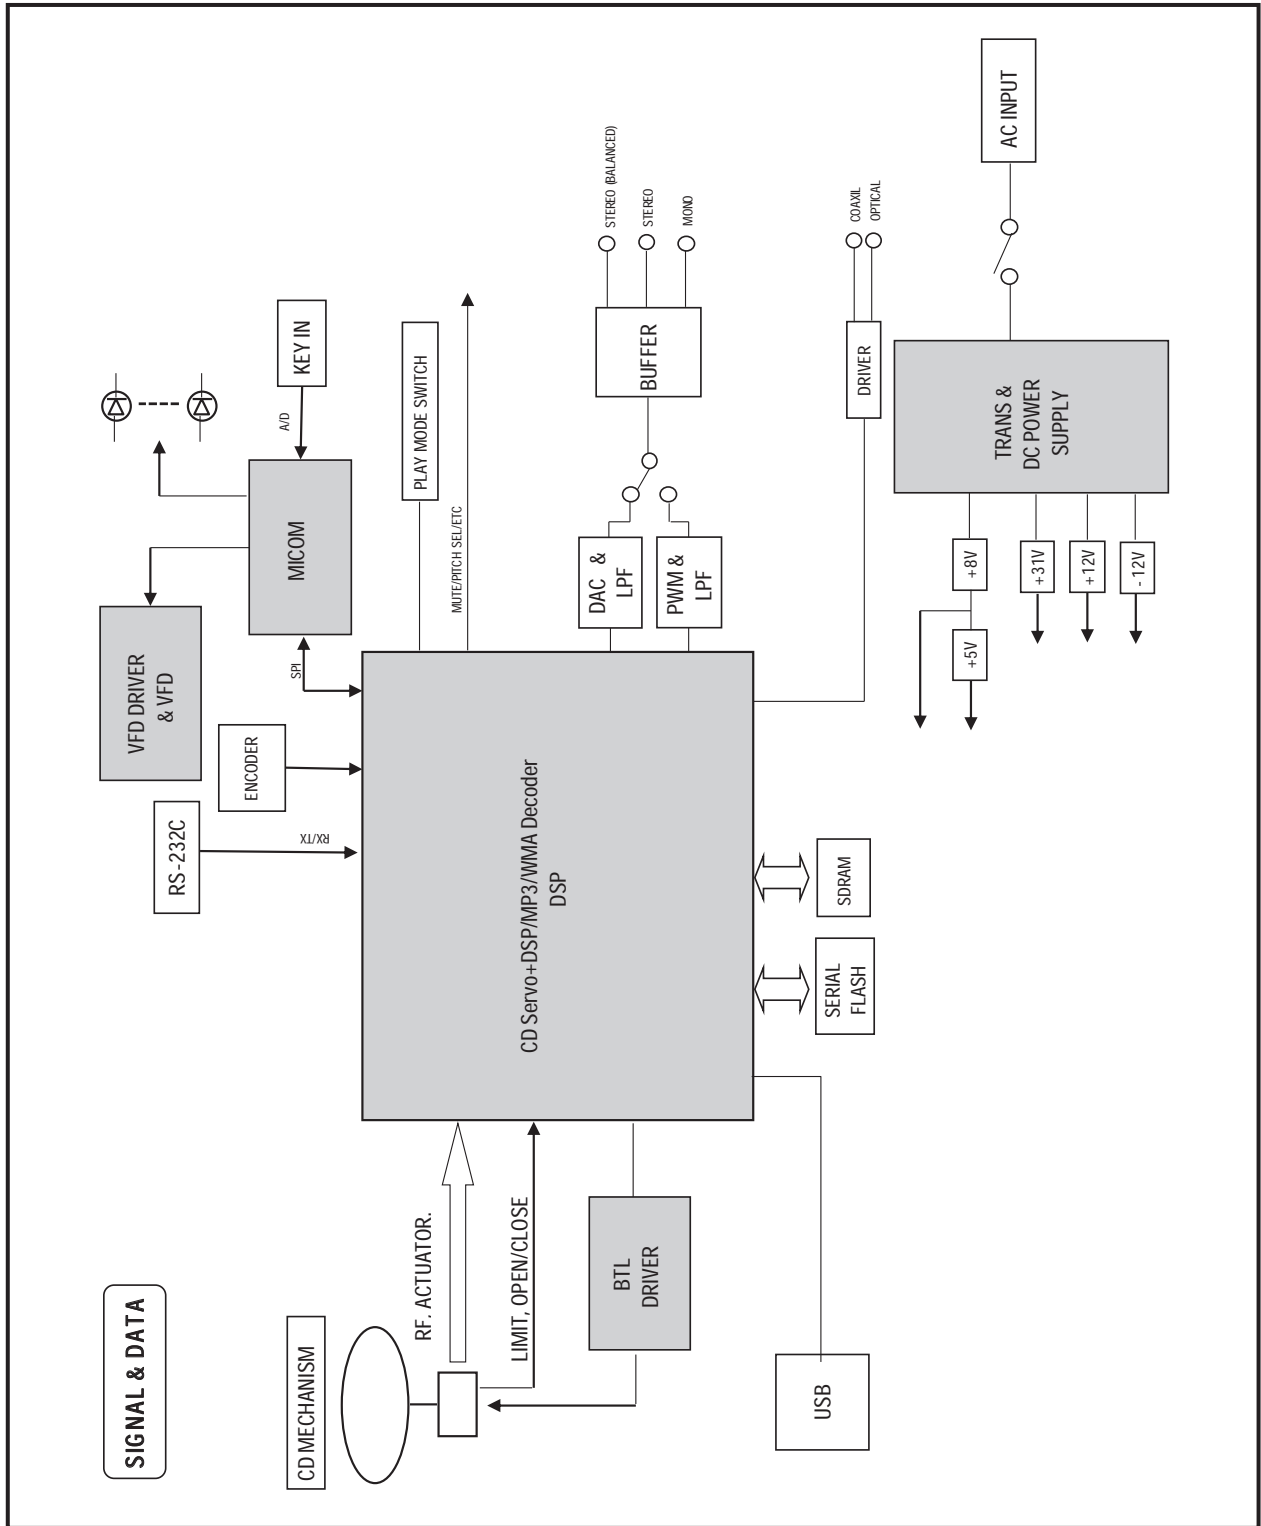 SIGNAL & DATA
CD MECHANISM
RF. ACTUATOR.
LIMIT, OPEN/CLOSE
BTL
DRIVER
USB
RS-232C
RX/TX
ENCODER
VFD DRIVER
& VFD
SPI
MICOM
A/D
KEY IN
PLAY MODE SWITCH
MUTE/PITCH SEL/ETC
CD Servo+DSP/MP3/WMA Decoder
DSP
SERIAL
FLASH
SDRAM
DAC &
LPF
PWM &
LPF
BUFFER
STEREO (BALANCED)
STEREO
MONO
DRIVER
COAXIL
OPTICAL
+5V
+8V
+31V
+12V
-12V
TRANS &
DC POWER
SUPPLY
AC INPUT